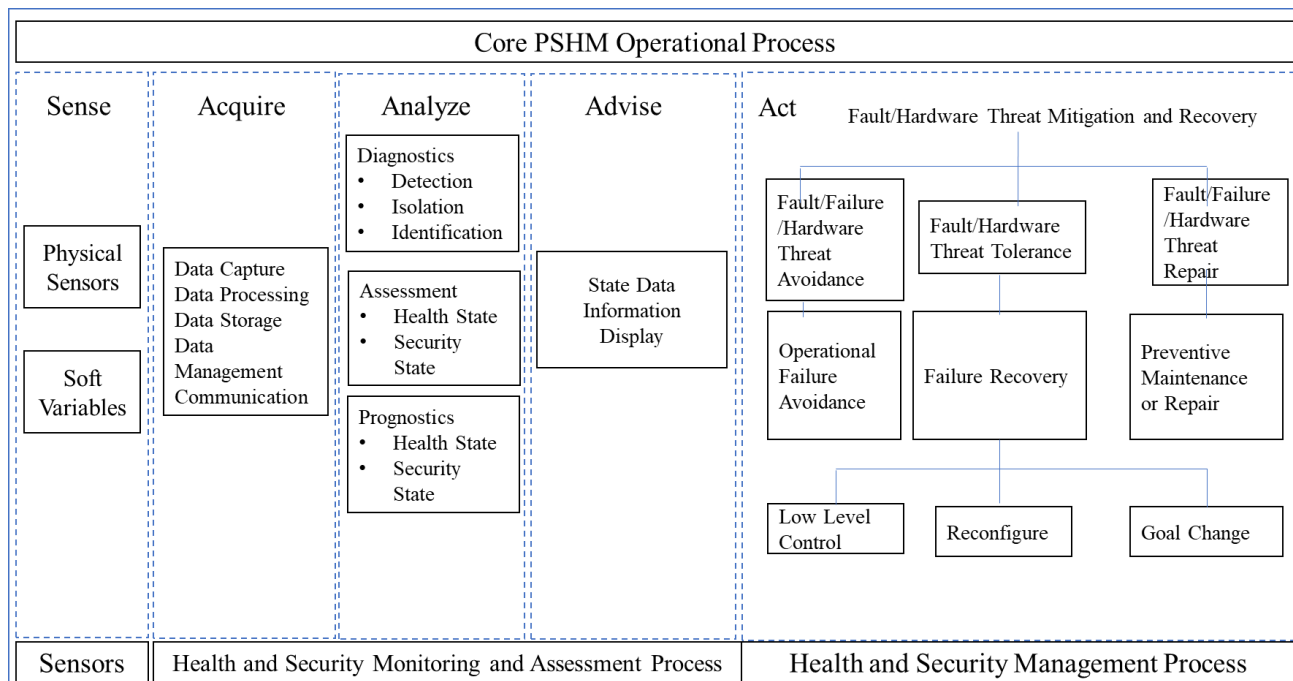 Core PSHM Operational Process
Sense
Physical
Sensors
Soft
Variables
Acquire
Data Capture
Data Processing
Data Storage
Data
Management
Communication
Analyze
Diagnostics
• Detection
• Isolation
• Identification
Assessment
• Health State
• Security
State
Prognostics
• Health State
• Security
State
Advise
State Data
Information
Display
Act
Fault/Hardware Threat Mitigation and Recovery
Fault/Failure
/Hardware
Threat
Avoidance
Fault/Hardware
Threat Tolerance
Fault/Failure
/Hardware
Threat
Repair
Operational
Failure
Avoidance
Failure Recovery
Preventive
Maintenance
or Repair
Low Level
Control
Reconfigure
Goal Change
Sensors
Health and Security Monitoring and Assessment Process
Health and Security Management Process